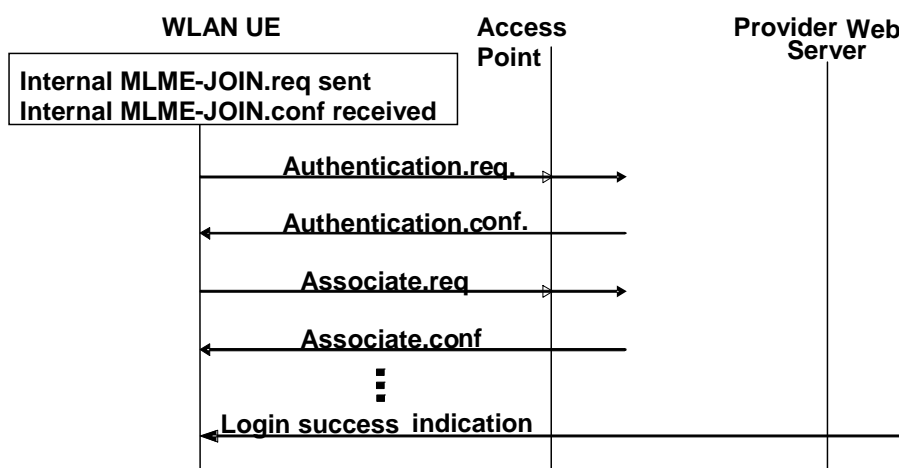 WLAN UE
Access
Point
Provider Web
Server
Internal MLME-JOIN.req sent
Internal MLME-JOIN.conf received
Authentication.req.
Authentication.conf.
Associate.req
Associate.conf
Login success indication